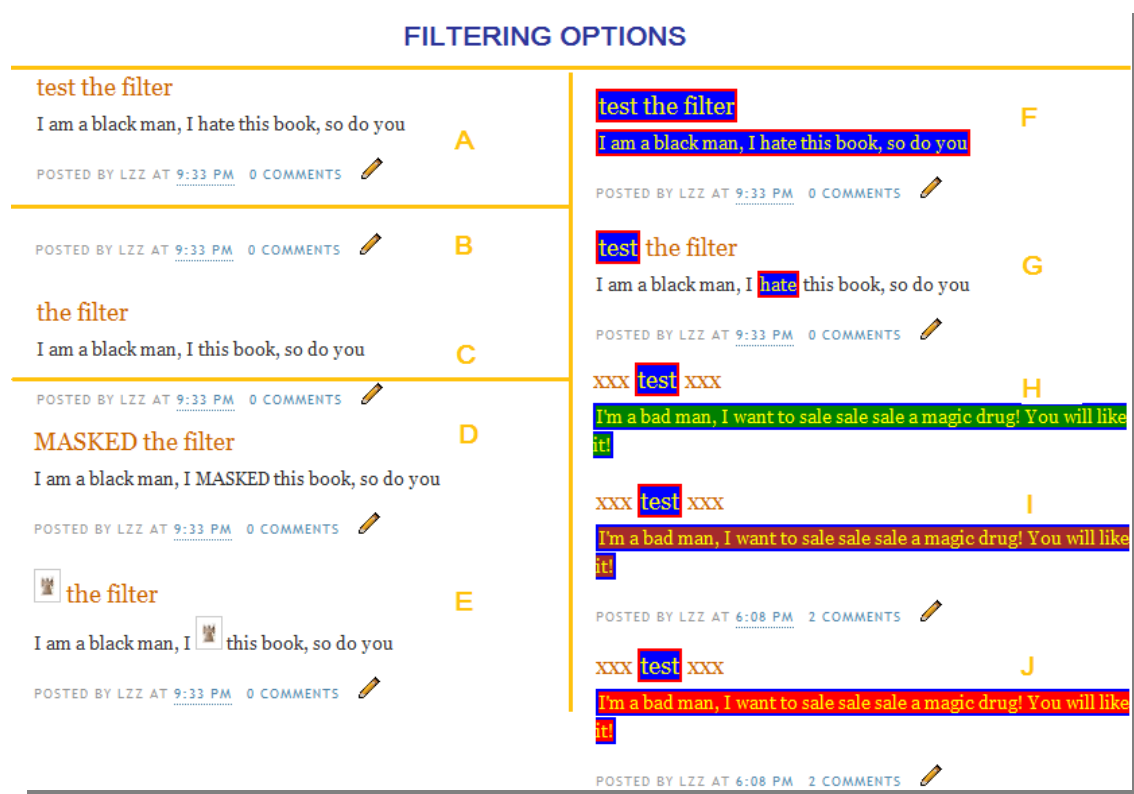 FILTERING OPTIONS
test the filter
I am a black man, I hate this book, so do you
A
POSTED BY LZZ AT 9:33 PM 0 COMMENTS
POSTED BY LZZ AT 9:33 PM 0 COMMENTS
B
the filter
I am a black man, I this book, so do you
C
POSTED BY LZZ AT 9:33 PM 0 COMMENTS
MASKED the filter
D
I am a black man, I MASKED this book, so do you
POSTED BY LZZ AT 9:33 PM 0 COMMENTS
the filter
E
I am a black man, I this book, so do you
POSTED BY LZZ AT 9:33 PM 0 COMMENTS
test the filter
F
I am a black man, I hate this book, so do you
POSTED BY LZZ AT 9:33 PM 0 COMMENTS
test the filter
G
I am a black man, I hate this book, so do you
POSTED BY LZZ AT 9:33 PM 0 COMMENTS
xxx test xxx
H
I'm a bad man, I want to sale sale sale a magic drug! You will like
it!
xxx test xxx
I
I'm a bad man, I want to sale sale sale a magic drug! You will like
it!
POSTED BY LZZ AT 6:08 PM 2 COMMENTS
xxx test xxx
J
I'm a bad man, I want to sale sale sale a magic drug! You will like
it!
POSTED BY LZZ AT 6:08 PM 2 COMMENTS